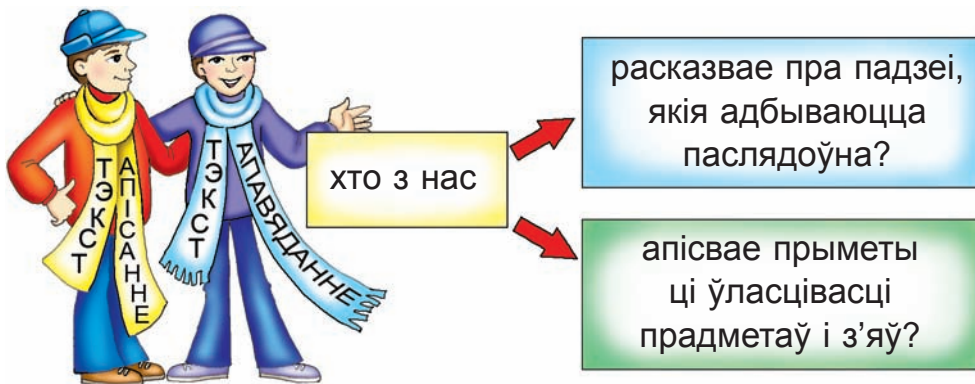 ТЭКСТ
АПІСАННЕ
ТЭКСТ
АПАВЯДАННЕ
хто з нас
расказвае пра падзеі,
якія адбываюцца
паслядоўна?
апісвае прыметы
ці ўласцівасці
прадметаў і з’яў?